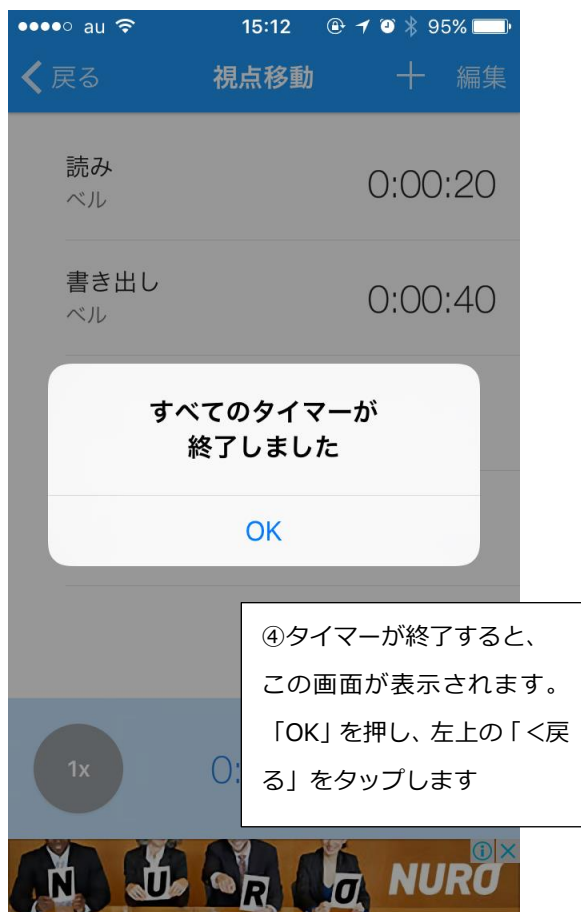 au 15:12 95%
戻る 視点移動 編集
読み
ベル 0:00:20
書き出し
ベル 0:00:40
すべてのタイマーが
終了しました
OK
④タイマーが終了すると、
この画面が表示されます。
「OK」を押し、左上の「<戻
る」をタップします
1x 0:
N U R O NURO